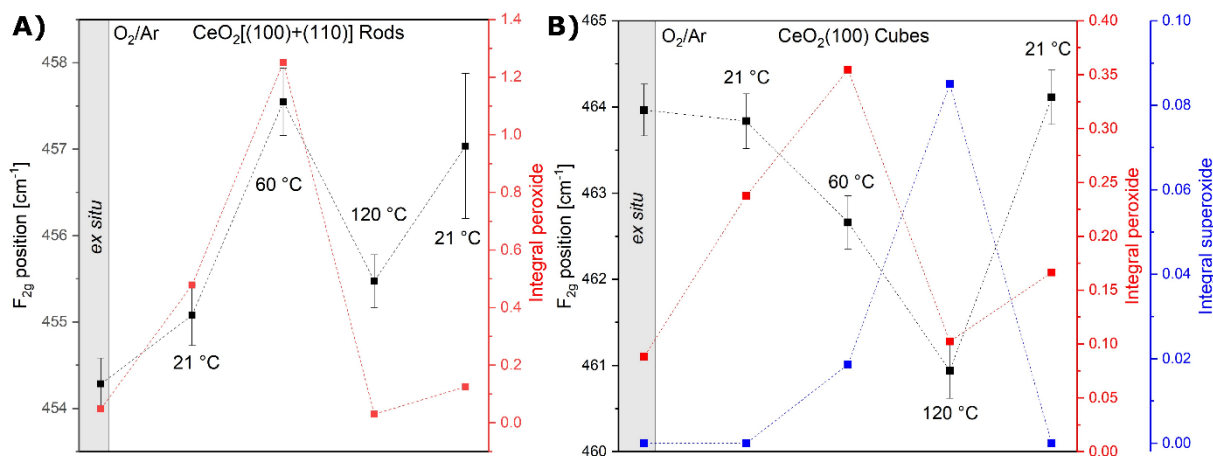 A)
O₂/Ar
CeO₂[(100)+(110)] Rods
ex situ
21 °C
60 °C
120 °C
21 °C
F₂g position [cm⁻¹]
458
457
456
455
454
Integral peroxide
1.4
1.2
1.0
0.8
0.6
0.4
0.2
0.0
B)
O₂/Ar
CeO₂(100) Cubes
ex situ
21 °C
60 °C
120 °C
21 °C
F₂g position [cm⁻¹]
465
464
463
462
461
460
Integral peroxide
0.40
0.35
0.30
0.25
0.20
0.15
0.10
0.05
0.00
Integral superoxide
0.10
0.08
0.06
0.04
0.02
0.00